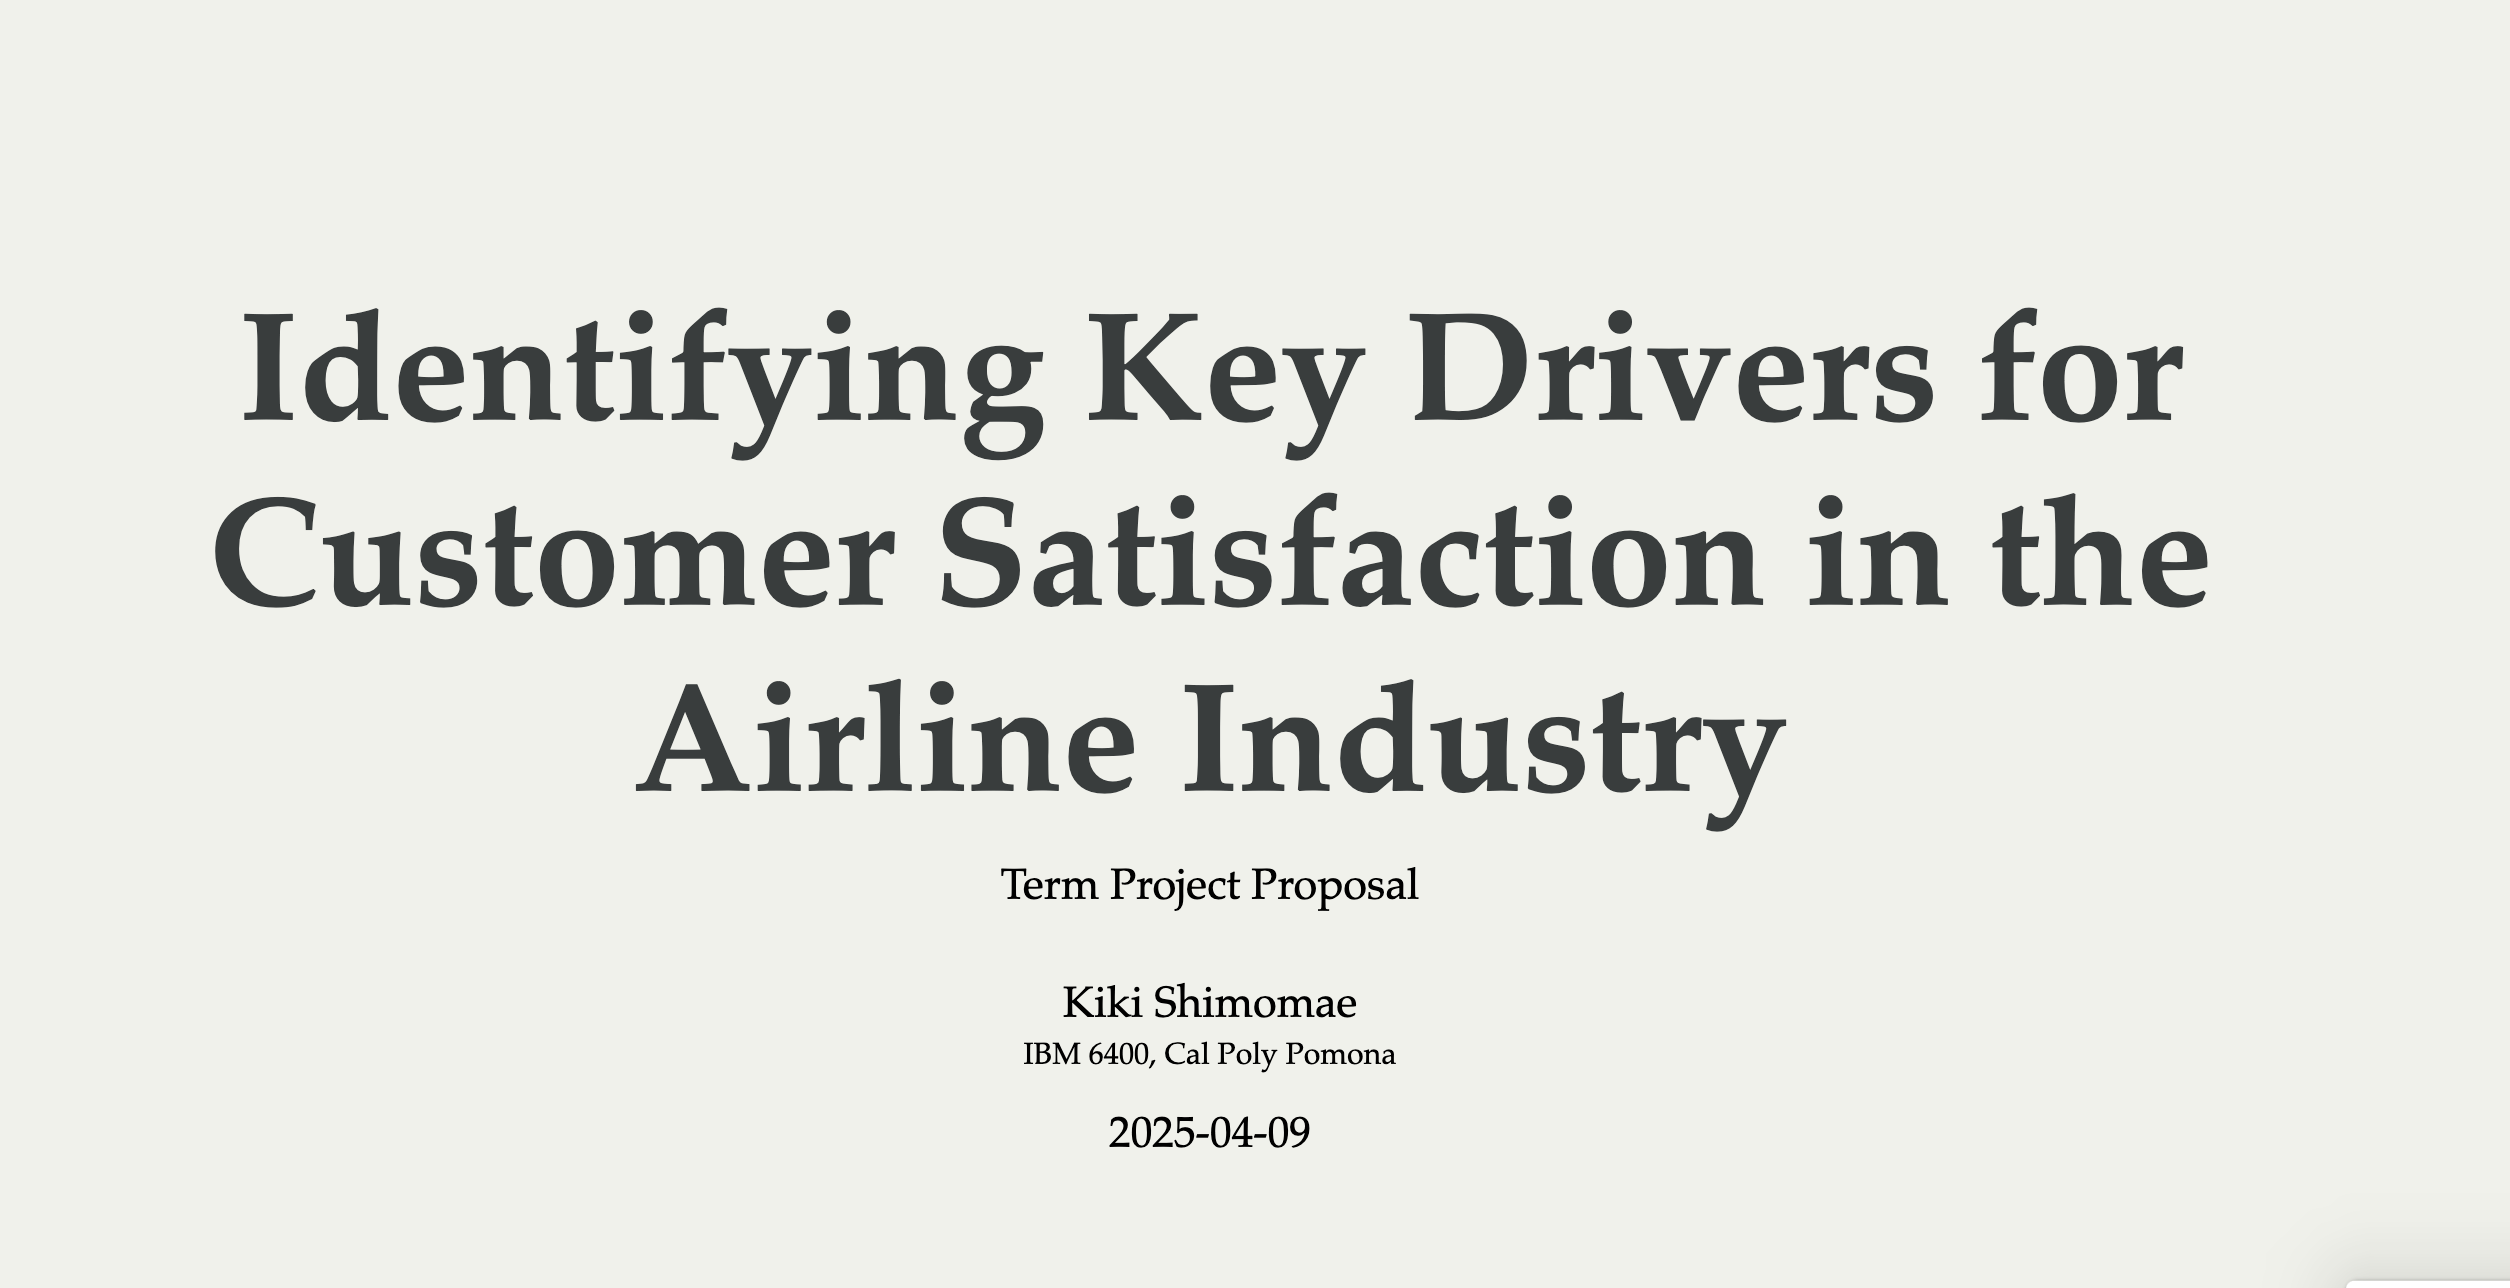 Identifying Key Drivers for
Customer Satisfaction in the
Airline Industry
Term Project Proposal
Kiki Shimomae
IBM 6400, Cal Poly Pomona
2025-04-09